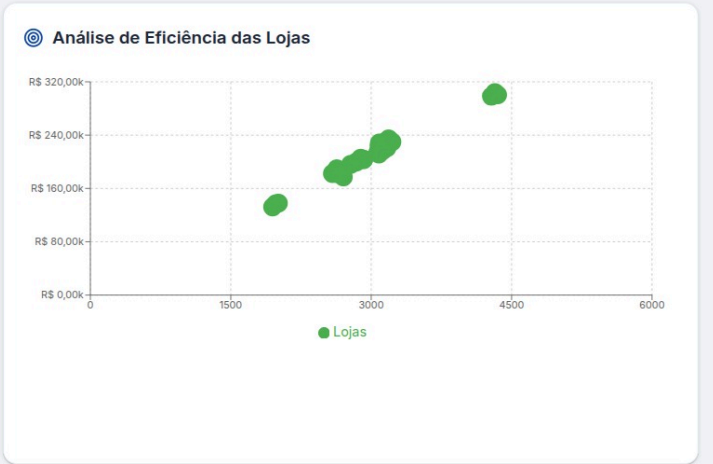 Análise de Eficiência das Lojas
R$ 320,00k
R$ 240,00k
R$ 160,00k
R$ 80,00k
R$ 0,00k
0 1500 3000 4500 6000
Lojas